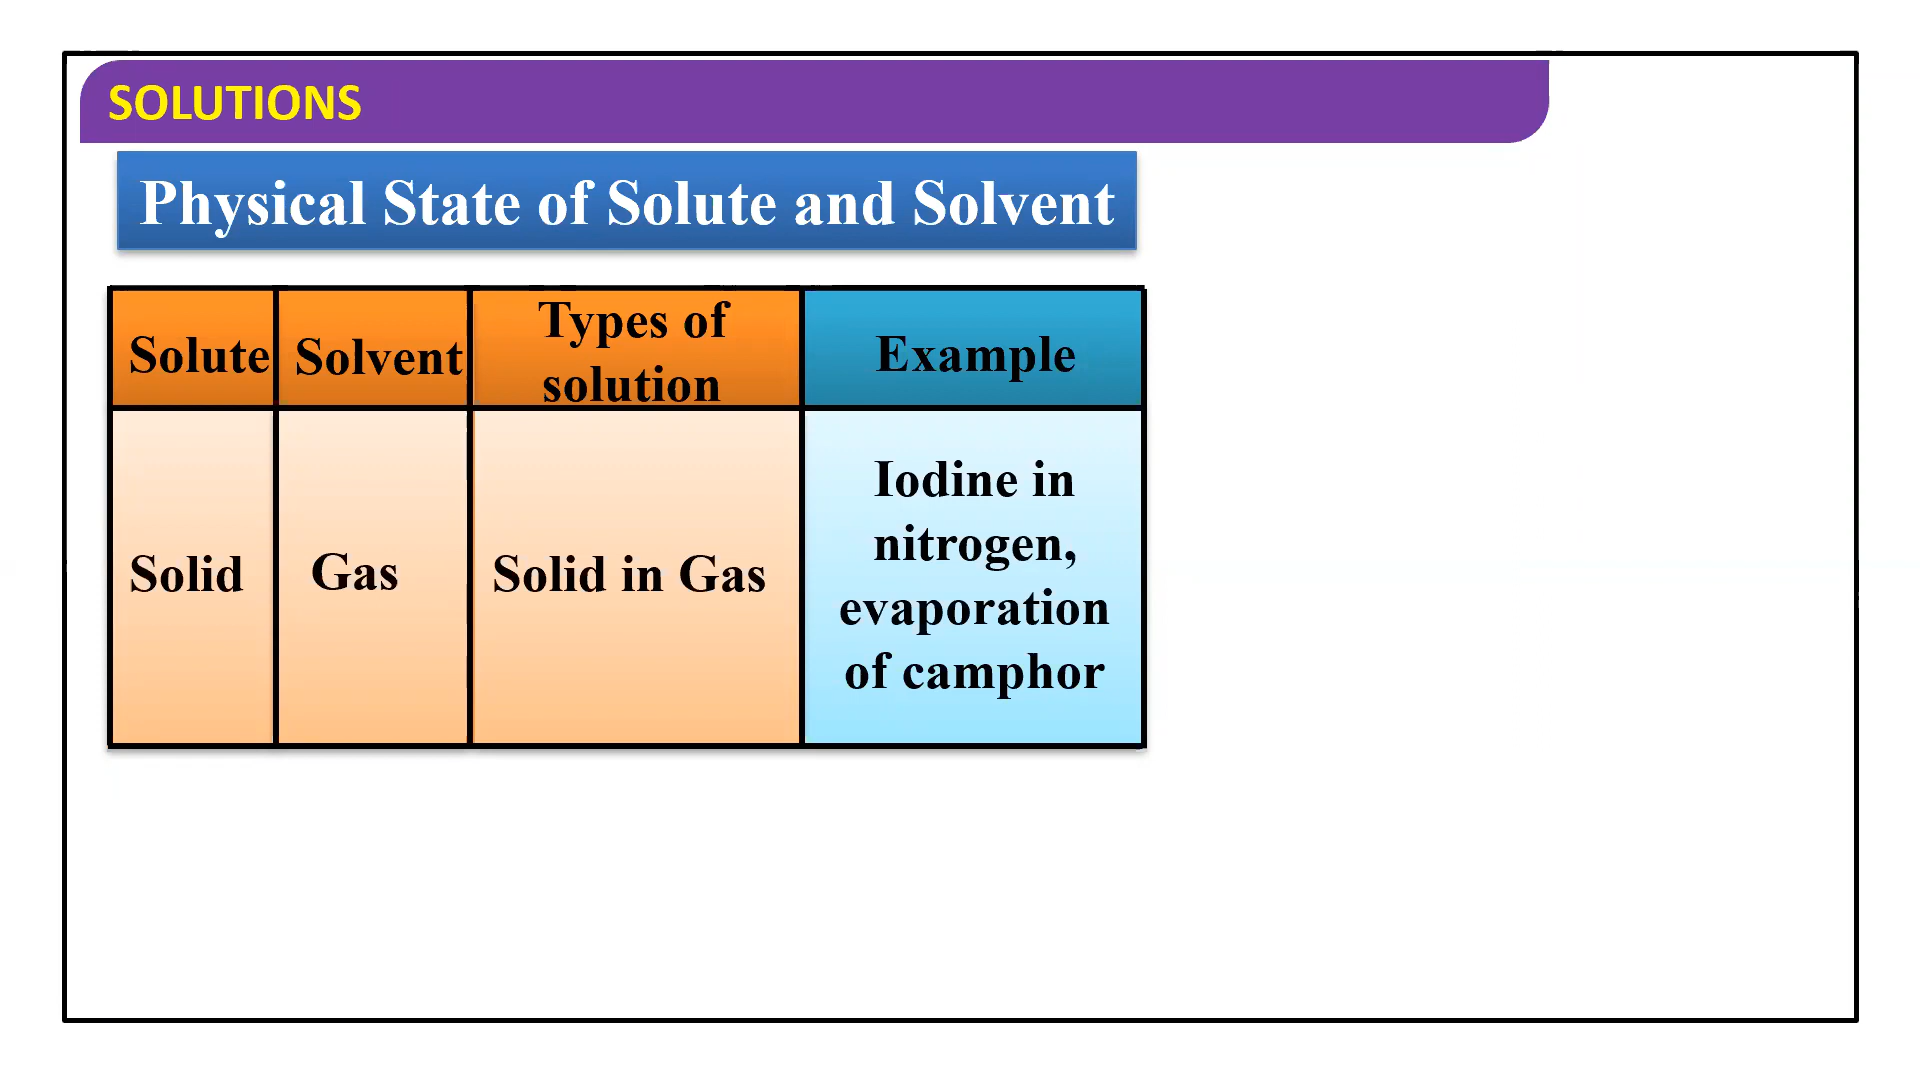 SOLUTIONS
Physical State of Solute and Solvent
Solute
Solvent
Types of
solution
Example
Solid
Gas
Solid in Gas
Iodine in
nitrogen,
evaporation
of camphor